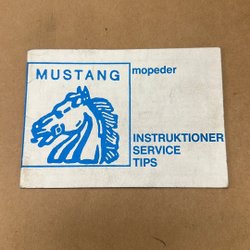 MUSTANG
mopeder
INSTRUKTIONER
SERVICE
TIPS